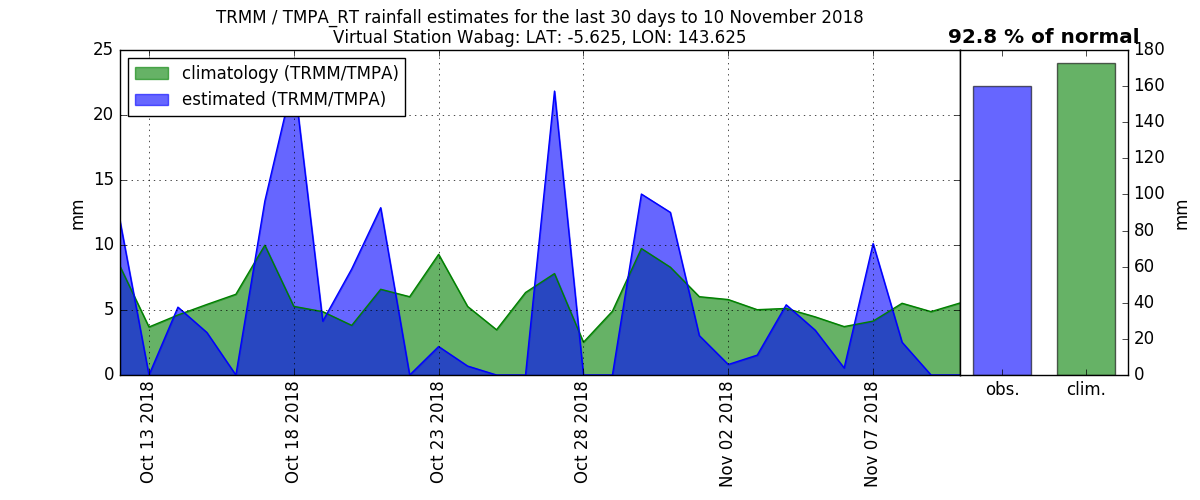 TRMM / TMPA_RT rainfall estimates for the last 30 days to 10 November 2018
Virtual Station Wabag: LAT: -5.625, LON: 143.625
92.8 % of normal
climatology (TRMM/TMPA)
estimated (TRMM/TMPA)
25
20
15
10
5
0
mm
Oct 13 2018
Oct 18 2018
Oct 23 2018
Oct 28 2018
Nov 02 2018
Nov 07 2018
180
160
140
120
100
80
60
40
20
0
mm
obs.
clim.